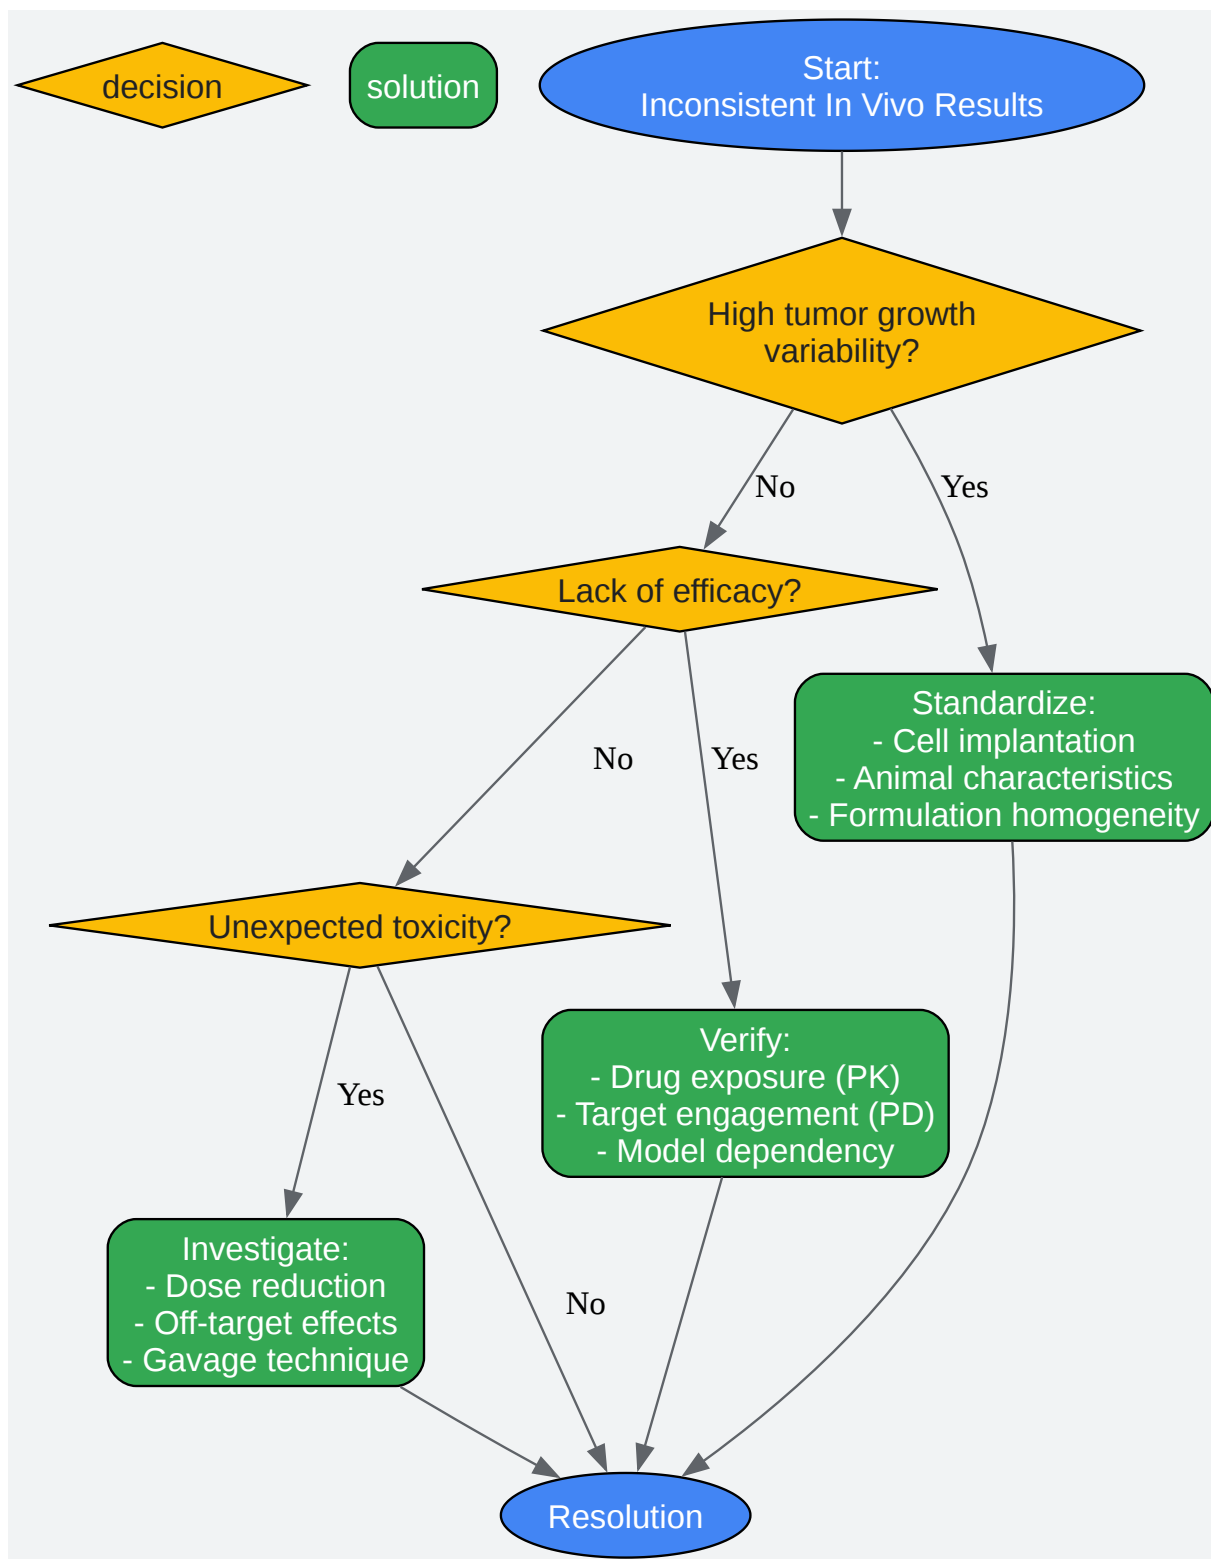 decision
solution
Start:
Inconsistent In Vivo Results
High tumor growth
variability?
No
Yes
Lack of efficacy?
Standardize:
- Cell implantation
- Animal characteristics
- Formulation homogeneity
No
Yes
Unexpected toxicity?
Verify:
- Drug exposure (PK)
- Target engagement (PD)
- Model dependency
Yes
Investigate:
- Dose reduction
- Off-target effects
- Gavage technique
No
Resolution